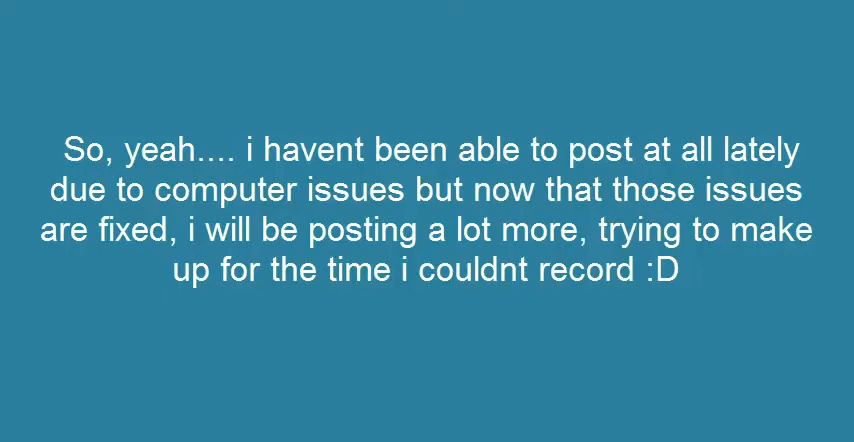 So, yeah.... i havent been able to post at all lately
due to computer issues but now that those issues
are fixed, i will be posting a lot more, trying to make
up for the time i couldnt record :D